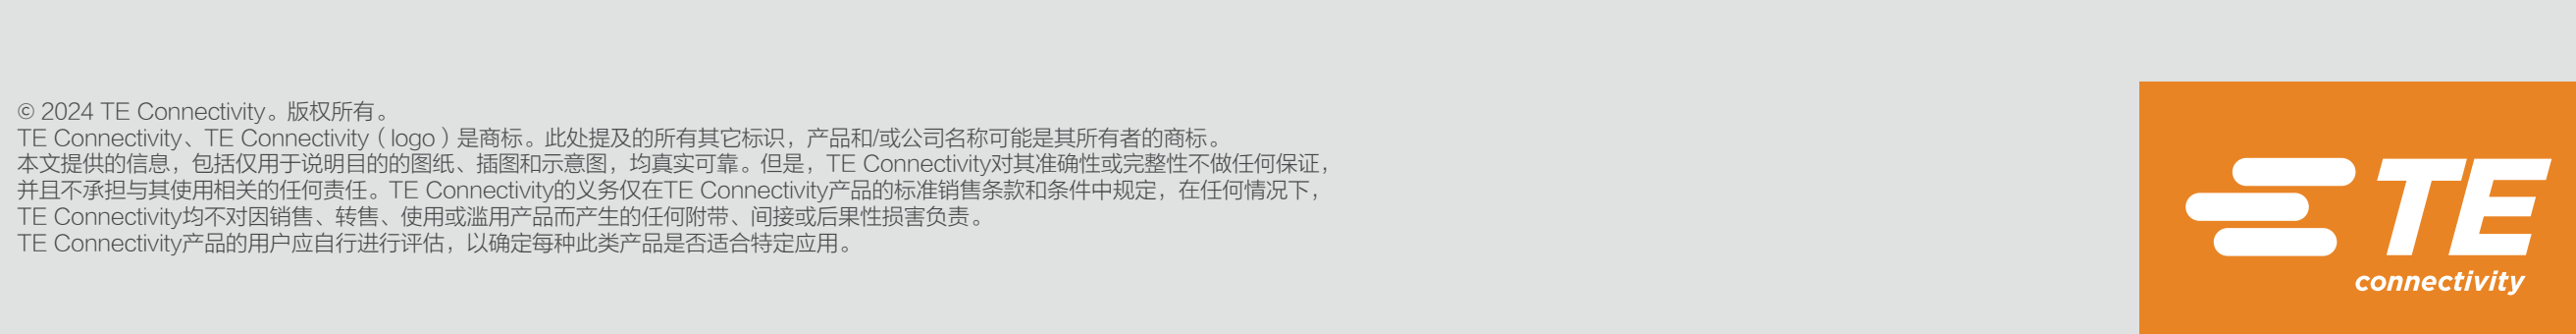 © 2024 TE Connectivity。版权所有。
TE Connectivity、TE Connectivity（logo）是商标。此处提及的所有其它标识，产品和/或公司名称可能是其所有者的商标。
本文提供的信息，包括仅用于说明目的的图纸、插图和示意图，均真实可靠。但是，TE Connectivity对其准确性或完整性不做任何保证，
并且不承担与其使用相关的任何责任。TE Connectivity的义务仅在TE Connectivity产品的标准销售条款和条件中规定，在任何情况下，
TE Connectivity均不对因销售、转售、使用或滥用产品而产生的任何附带、间接或后果性损害负责。
TE Connectivity产品的用户应自行进行评估，以确定每种此类产品是否适合特定应用。
TE
connectivity